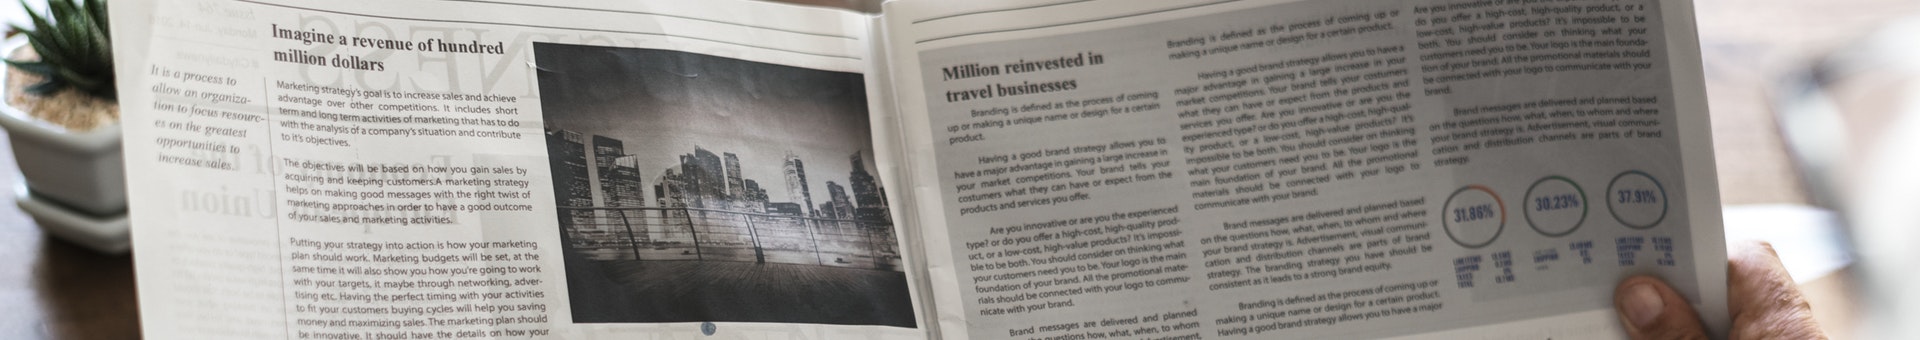 Imagine a revenue of hundred
million dollars
It is a process to
allow an organiza-
tion to focus resourc-
es on the greatest
opportunities to
increase sales.
Marketing strategy's goal is to increase sales and achieve
advantage over other competitions. It includes short
term and long term activities of marketing that has to do
with the analysis of a company's situation and contribute
to it's objectives.
The objectives will be based on how you gain sales by
acquiring and keeping customers.A marketing strategy
helps on making good messages with the right twist of
marketing approaches in order to have a good outcome
of your sales and marketing activities.
Putting your strategy into action is how your marketing
plan should work. Marketing budgets will be set, at the
same time it will also show you how you're going to work
with your targets, it maybe through networking, adver-
tising etc. Having the perfect timing with your activities
to fit your customers buying cycles will help you saving
money and maximizing sales. The marketing plan should
be innovative. It should have the details on how your
Million reinvested in
travel businesses
Branding is defined as the process of coming
up or making a unique name or design for a certain
product.
Having a good brand strategy allows you to
have a major advantage in gaining a large increase in
your market competitions. Your brand tells your
costumers what they can have or expect from the
products and services you offer.
Are you innovative or are you the experienced
type? or do you offer a high-cost, high-quality prod-
uct, or a low-cost, high-value products? it's impossi-
ble to be both. You should consider on thinking what
your customers need you to be. Your logo is the main
foundation of your brand. All the promotional mate-
rials should be connected with your logo to commu-
nicate with your brand.
Brand messages are delivered and planned
questions how, what, when, to whom
Branding is defined as the process of coming up or
making a unique name or design for a certain product.
Having a good brand strategy allows you to have a
major advantage in gaining a large increase in your
market competitions. Your brand tells your costumers
what they can have or expect from the products and
services you offer. Are you innovative or are you the
experienced type? or do you offer a high-cost, high-qual-
ity product, or a low-cost, high-value products? It's
impossible to be both. You should consider on thinking
what your customers need you to be. Your logo is the
main foundation of your brand. All the promotional
materials should be connected with your logo to
communicate with your brand.
Brand messages are delivered and planned based
on the questions how, what, when, to whom and where
your brand strategy is. Advertisement, visual communi-
cation and distribution channels are parts of brand
strategy. The branding strategy you have should be
consistent as it leads to a strong brand equity.
Branding is defined as the process of coming up or
making a unique name or design for a certain product.
Having a good brand strategy allows you to have a major
Are you innovative or are you the
do you offer a high-cost, high-quality product, or a
low-cost, high-value products? It's impossible to be
both. You should consider on thinking what your
customers need you to be. Your logo is the main founda-
tion of your brand. All the promotional materials should
be connected with your logo to communicate with your
brand.
Brand messages are delivered and planned based
on the questions how, what, when, to whom and where
your brand strategy is. Advertisement, visual communi-
cation and distribution channels are parts of brand
strategy.
31.86%
30.23%
37.91%